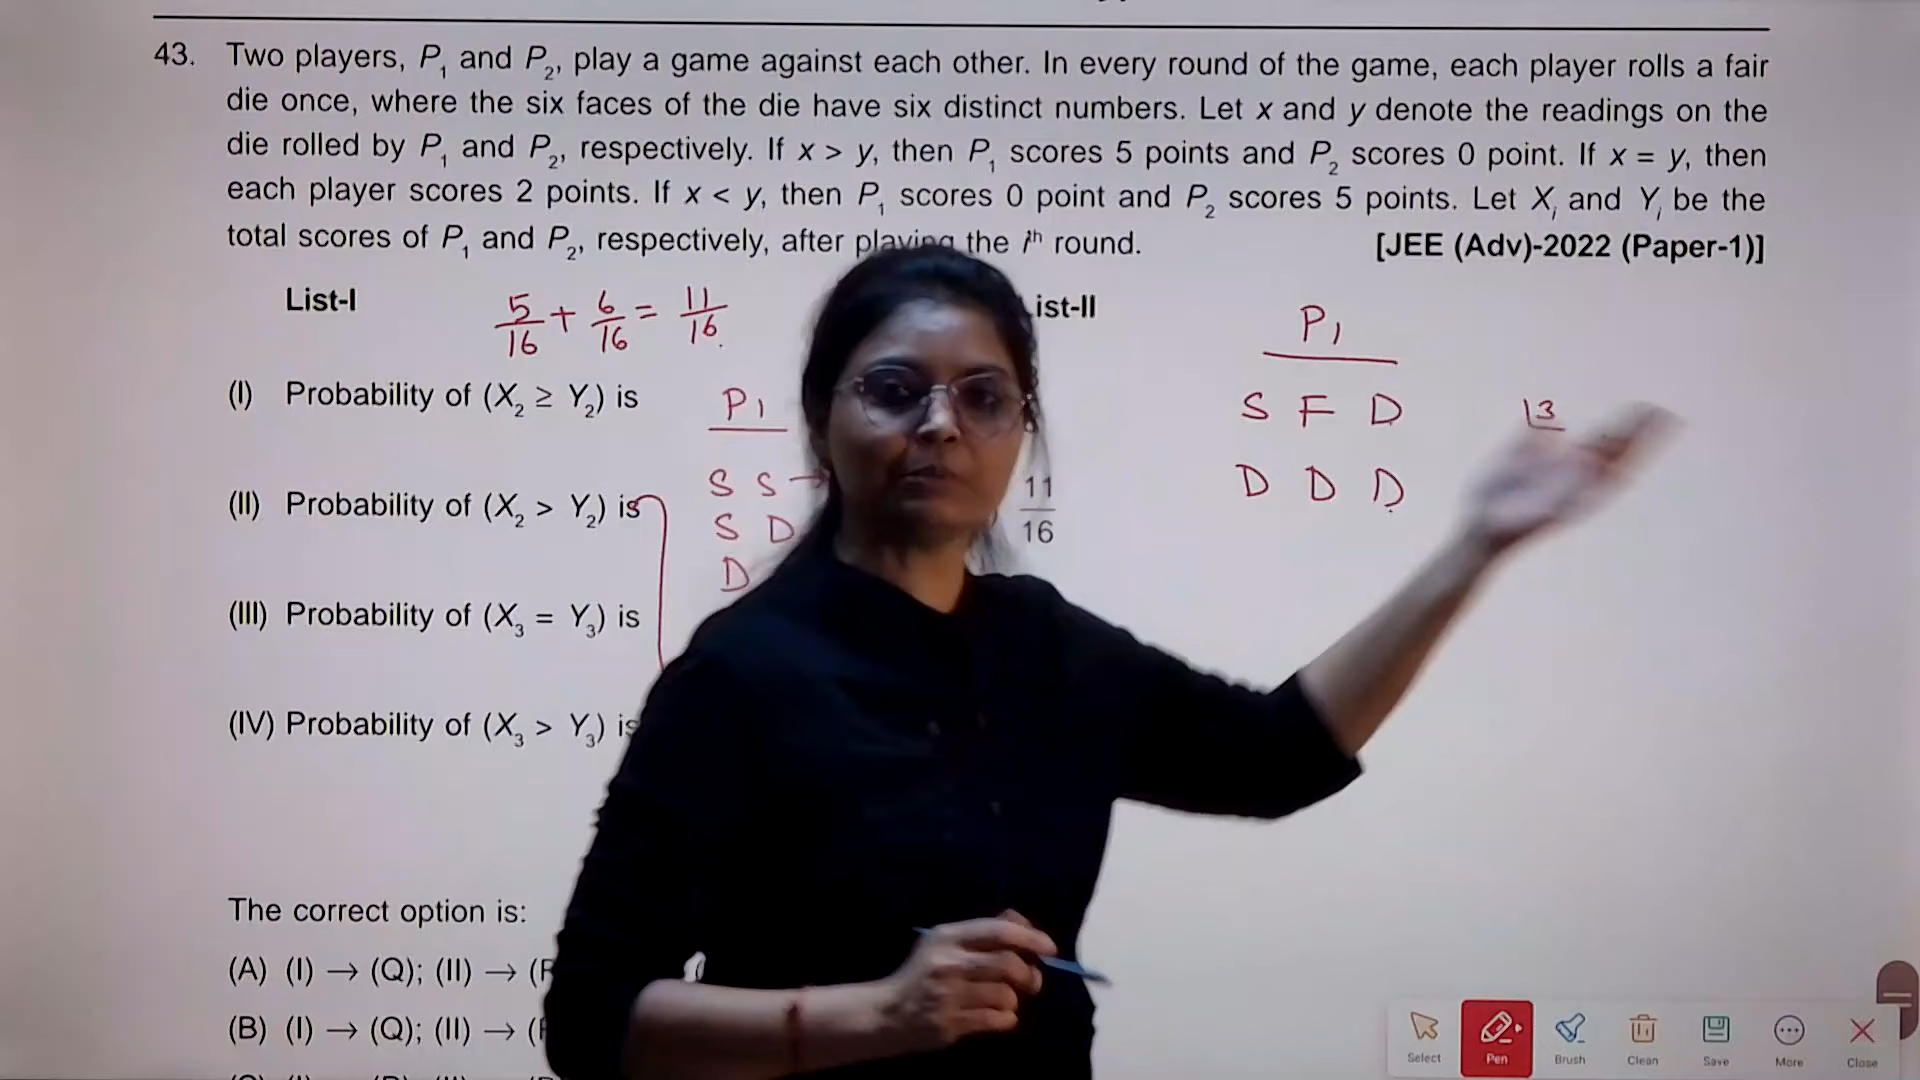 43. Two players, P1 and P2, play a game against each other. In every round of the game, each player rolls a fair
die once, where the six faces of the die have six distinct numbers. Let x and y denote the readings on the
die rolled by P1 and P2, respectively. If x > y, then P1 scores 5 points and P2 scores 0 point. If x = y, then
each player scores 2 points. If x < y, then P1 scores 0 point and P2 scores 5 points. Let Xi and Yi be the
total scores of P1 and P2, respectively, after playing the ith round. [JEE (Adv)-2022 (Paper-1)]
List-I 5/16 + 6/16 = 11/16 ist-II P1
(I) Probability of (X2 ≥ Y2) is P1 S F D 13
(II) Probability of (X2 > Y2) is S S → 11/16 D D D
S D
D
(III) Probability of (X3 = Y3) is
(IV) Probability of (X3 > Y3) is
The correct option is:
(A) (I) → (Q); (II) → (
(B) (I) → (Q); (II) → (
Select Pen Brush Clean Save More Close